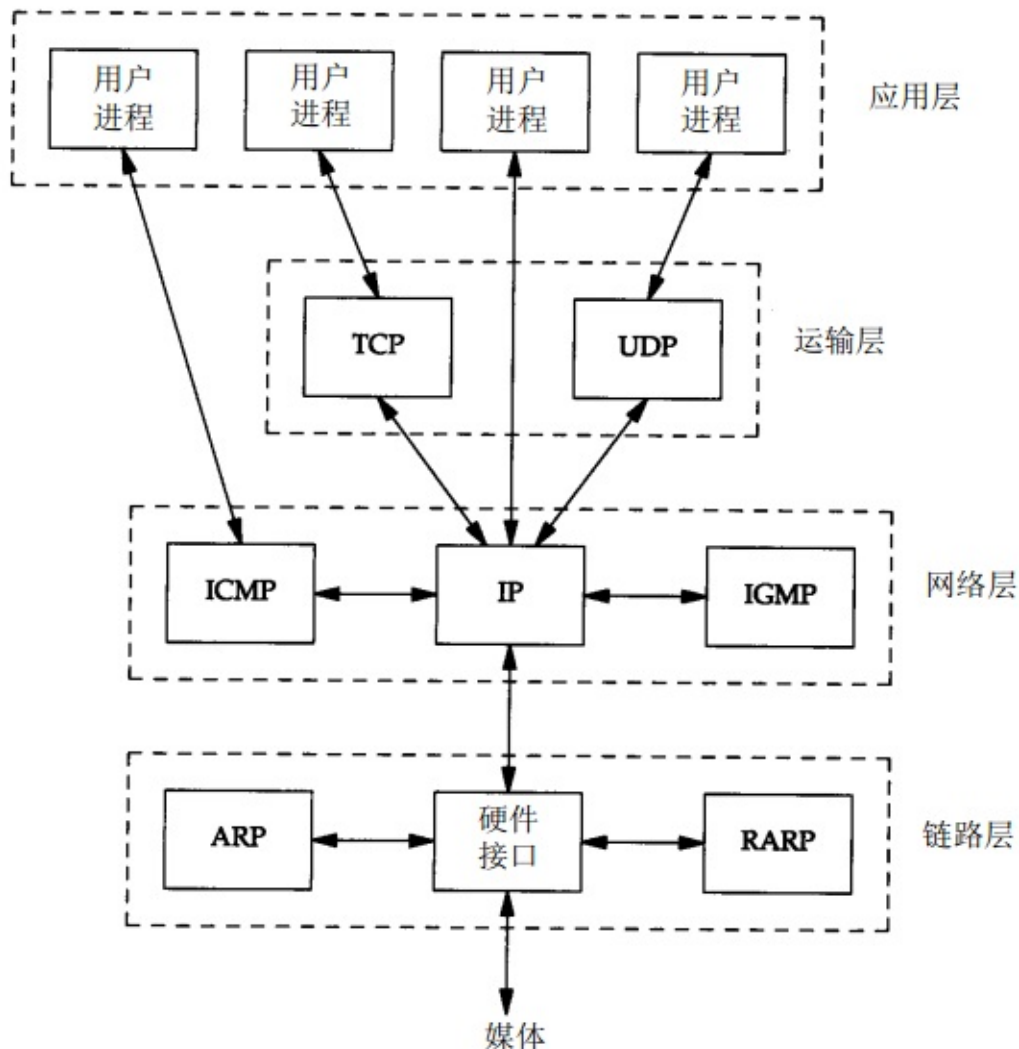 用户
进程
用户
进程
用户
进程
用户
进程
应用层
TCP
UDP
运输层
ICMP
IP
IGMP
网络层
ARP
硬件
接口
RARP
链路层
媒体